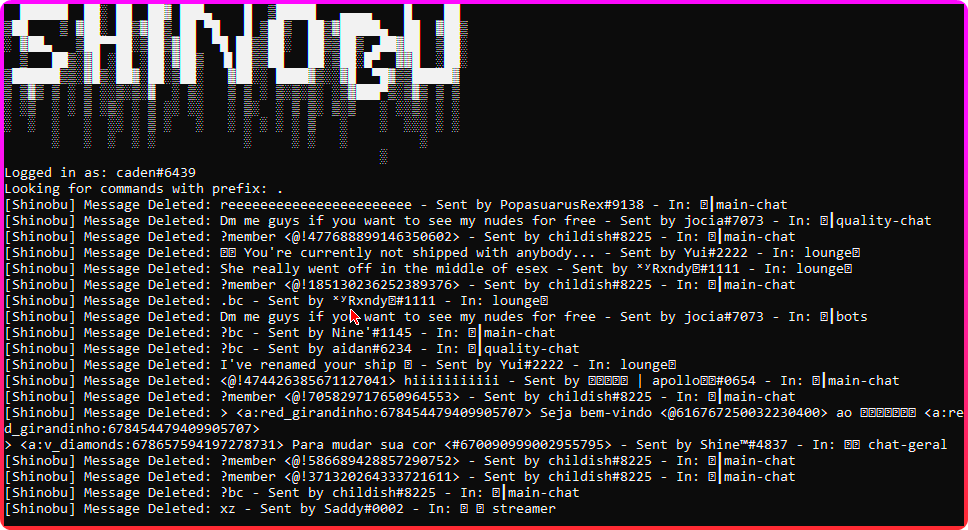 SHINOBU
Logged in as: caden#6439
Looking for commands with prefix: .
[Shinobu] Message Deleted: reeeeeeeeeeeeeeeeeeeeeee - Sent by PopasuarusRex#9138 - In: ⍰|main-chat
[Shinobu] Message Deleted: Dm me guys if you want to see my nudes for free - Sent by jocia#7073 - In: ⍰|quality-chat
[Shinobu] Message Deleted: ?member <@!477688899146350602> - Sent by childish#8225 - In: ⍰|main-chat
[Shinobu] Message Deleted: ⍰⍰ You're currently not shipped with anybody... - Sent by Yui#2222 - In: lounge⍰
[Shinobu] Message Deleted: She really went off in the middle of esex - Sent by ˣʸRxndy⍰#1111 - In: lounge⍰
[Shinobu] Message Deleted: ?member <@!185130236252389376> - Sent by childish#8225 - In: ⍰|main-chat
[Shinobu] Message Deleted: .bc - Sent by ˣʸRxndy⍰#1111 - In: lounge⍰
[Shinobu] Message Deleted: Dm me guys if you want to see my nudes for free - Sent by jocia#7073 - In: ⍰|bots
[Shinobu] Message Deleted: ?bc - Sent by Nine'#1145 - In: ⍰|main-chat
[Shinobu] Message Deleted: ?bc - Sent by aidan#6234 - In: ⍰|quality-chat
[Shinobu] Message Deleted: I've renamed your ship ⍰ - Sent by Yui#2222 - In: lounge⍰
[Shinobu] Message Deleted: <@!474426385671127041> hiiiiiiiiiii - Sent by ⍰⍰⍰⍰⍰ | apollo⍰⍰#0654 - In: ⍰|main-chat
[Shinobu] Message Deleted: ?member <@!705829717650964553> - Sent by childish#8225 - In: ⍰|main-chat
[Shinobu] Message Deleted: > <a:red_girandinho:678454479409905707> Seja bem-vindo <@616767250032230400> ao ⍰⍰⍰⍰⍰⍰⍰ <a:re
d_girandinho:678454479409905707>
> <a:v_diamonds:678657594197278731> Para mudar sua cor <#670090999002955795> - Sent by Shine™#4837 - In: ⍰⍰ chat-geral
[Shinobu] Message Deleted: ?member <@!586689428857290752> - Sent by childish#8225 - In: ⍰|main-chat
[Shinobu] Message Deleted: ?member <@!371320264333721611> - Sent by childish#8225 - In: ⍰|main-chat
[Shinobu] Message Deleted: ?bc - Sent by childish#8225 - In: ⍰|main-chat
[Shinobu] Message Deleted: xz - Sent by Saddy#0002 - In: ⍰ ⍰ streamer